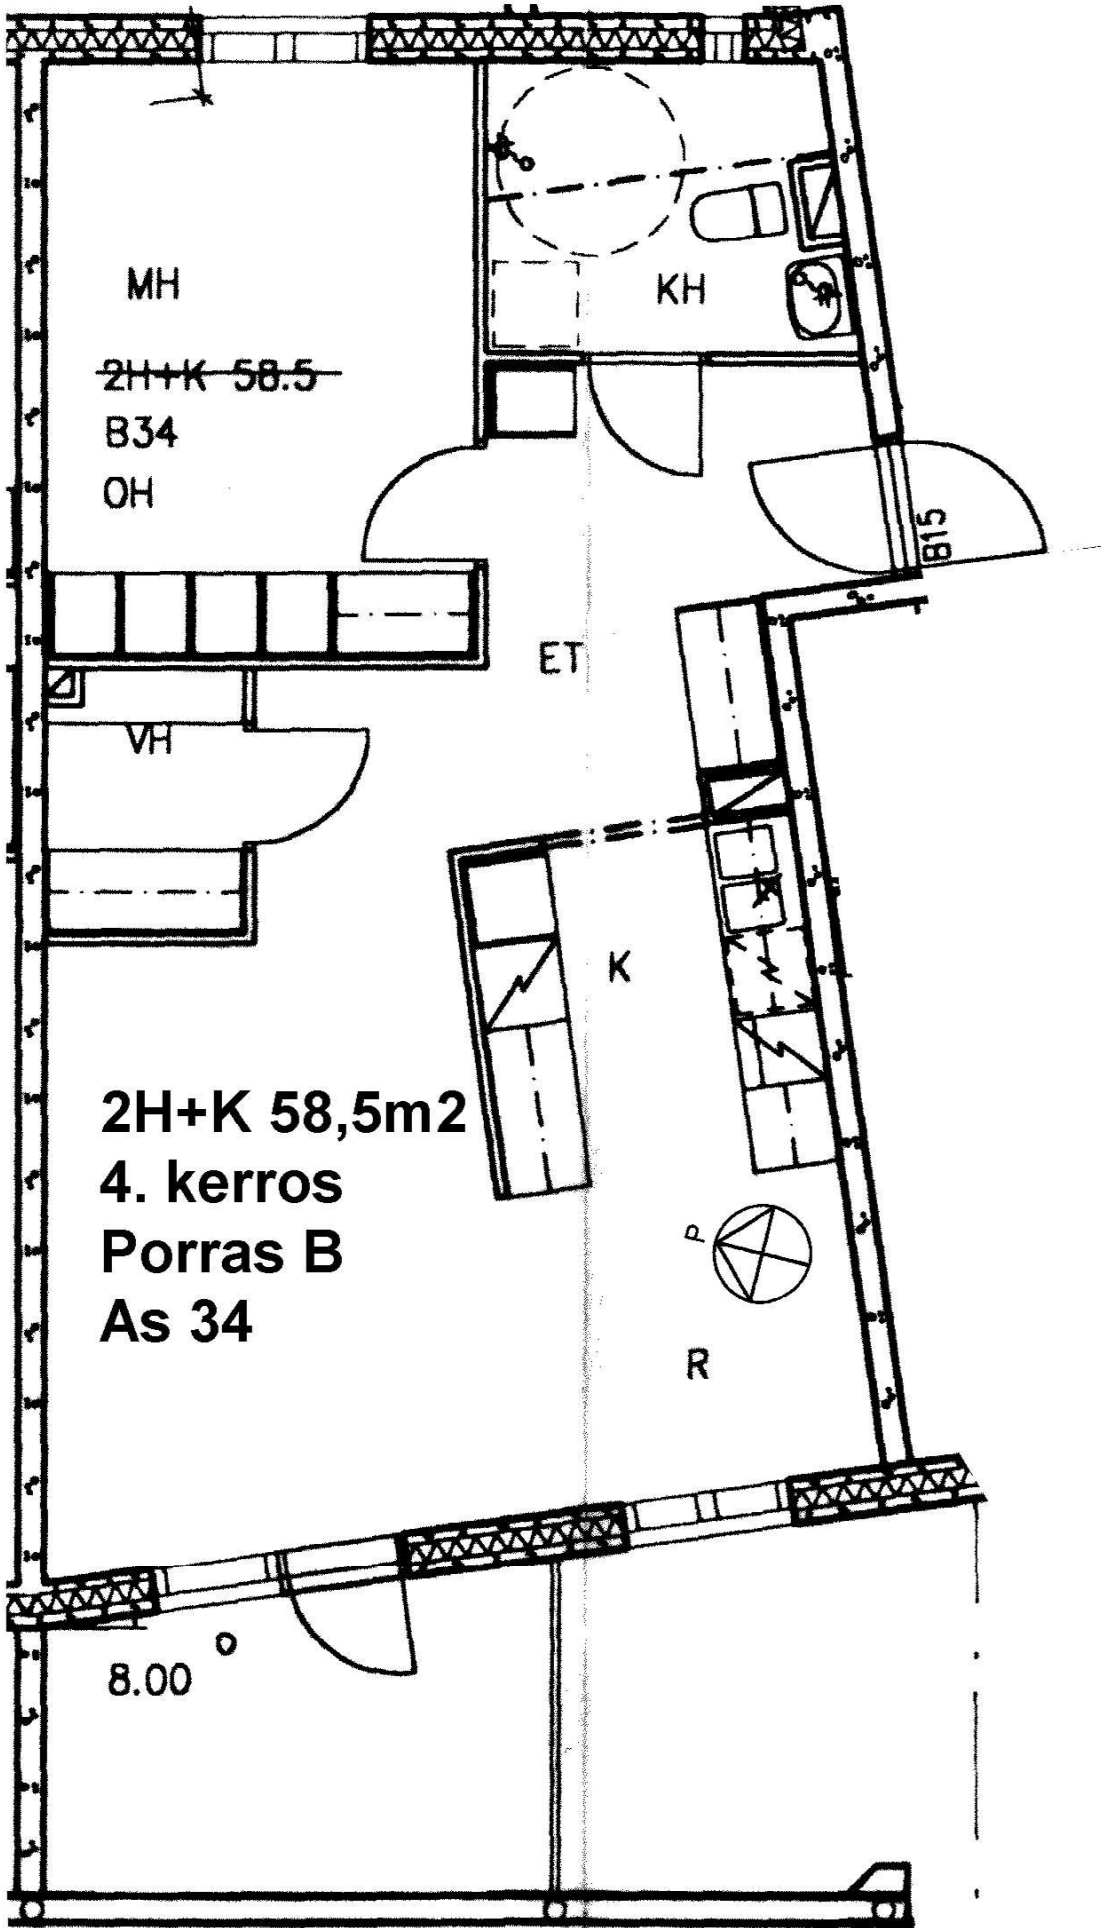 MH
KH
2H+K 58.5
B34
OH
B15
ET
VH
K
2H+K 58,5m2
4. kerros
Porras B
As 34
P
R
8.00